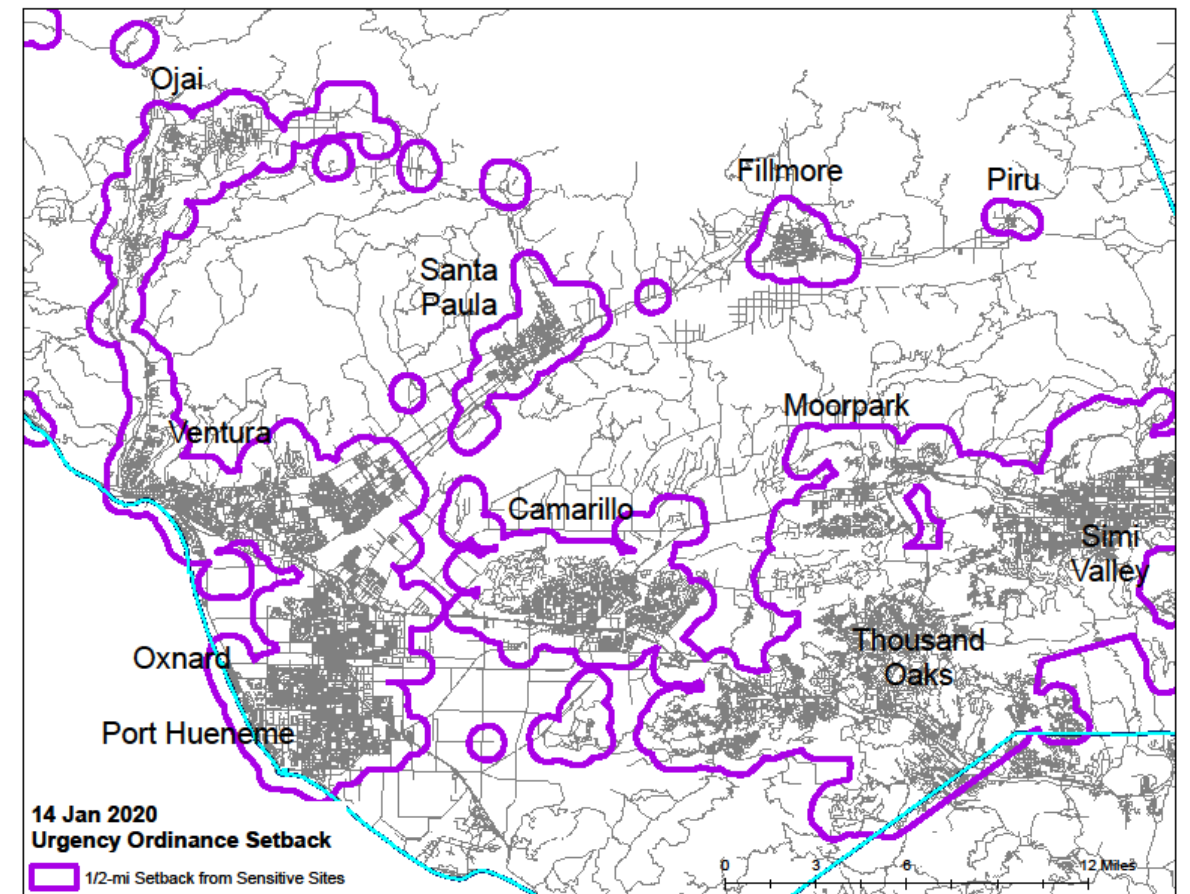 Ojai
Fillmore
Piru
Santa
Paula
Moorpark
Ventura
Camarillo
Simi
Valley
Thousand
Oaks
Oxnard
Port Hueneme
14 Jan 2020
Urgency Ordinance Setback
1/2-mi Setback from Sensitive Sites
0 3 6 12 Miles